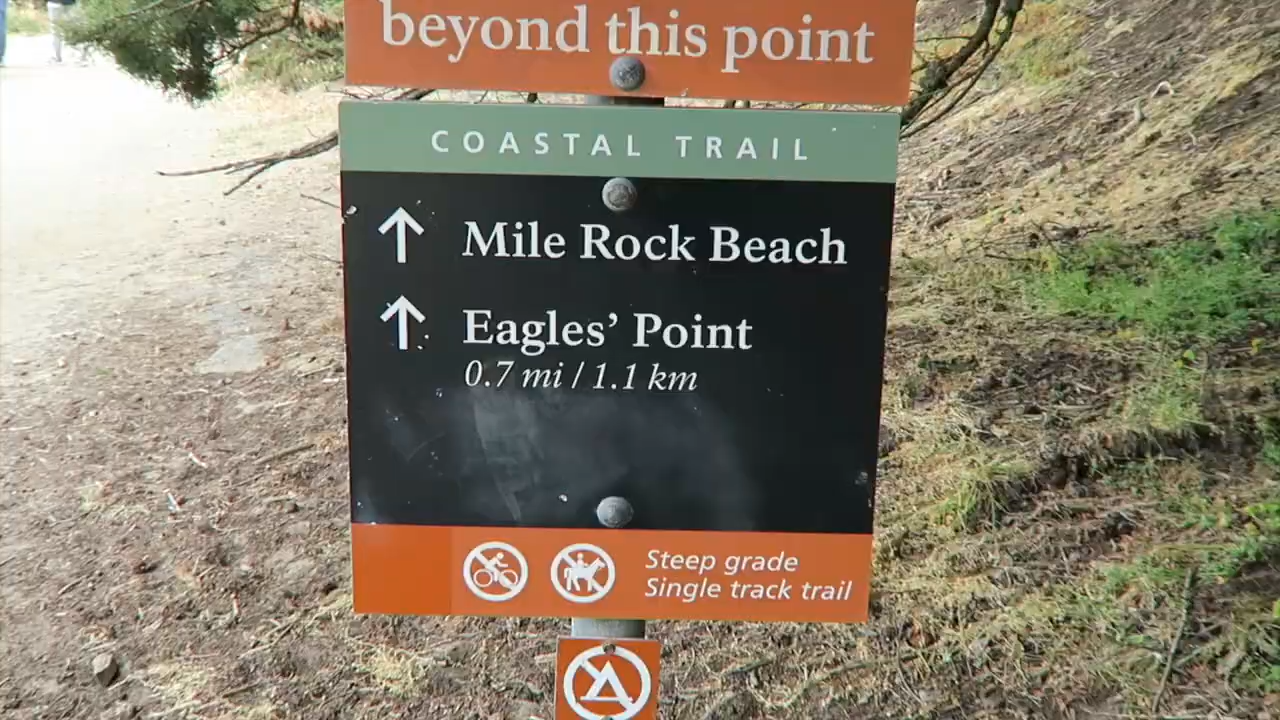 beyond this point
COASTAL TRAIL
↑ Mile Rock Beach
↑ Eagles’ Point
0.7 mi / 1.1 km
Steep grade
Single track trail